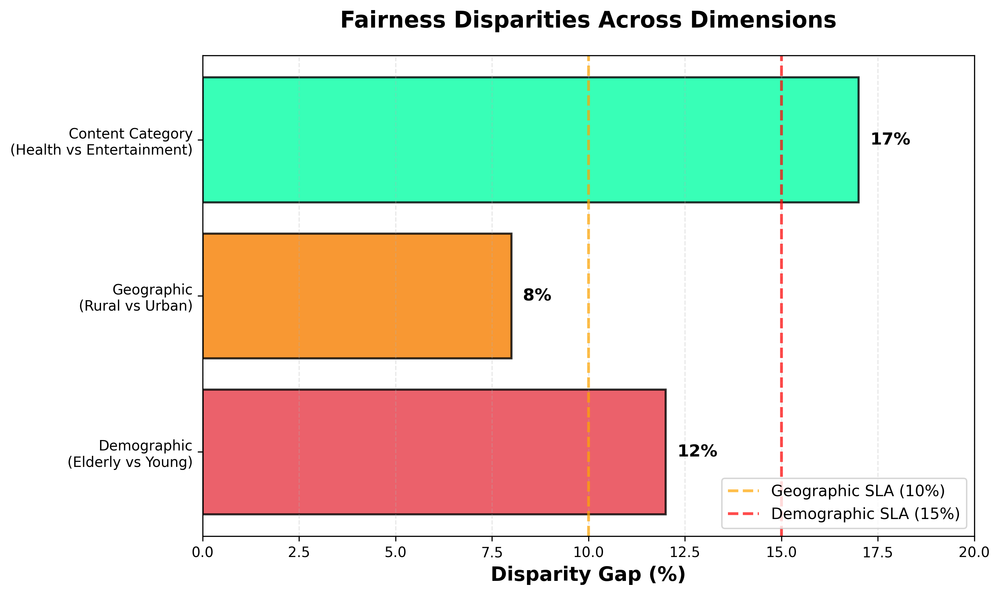 Fairness Disparities Across Dimensions
Content Category
(Health vs Entertainment)
17%
Geographic
(Rural vs Urban)
8%
Demographic
(Elderly vs Young)
12%
Geographic SLA (10%)
Demographic SLA (15%)
0.0 2.5 5.0 7.5 10.0 12.5 15.0 17.5 20.0
Disparity Gap (%)